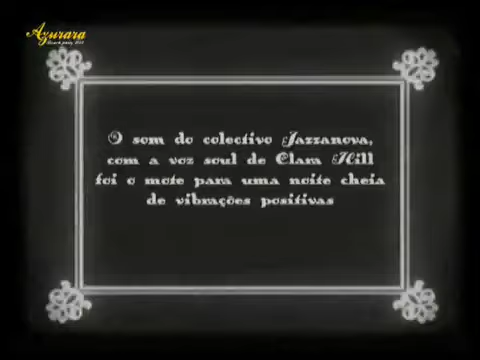 Azurara
O som do colectivo Jazzanova,
com a voz soul de Clara Hill
foi o mote para uma noite cheia
de vibrações positivas